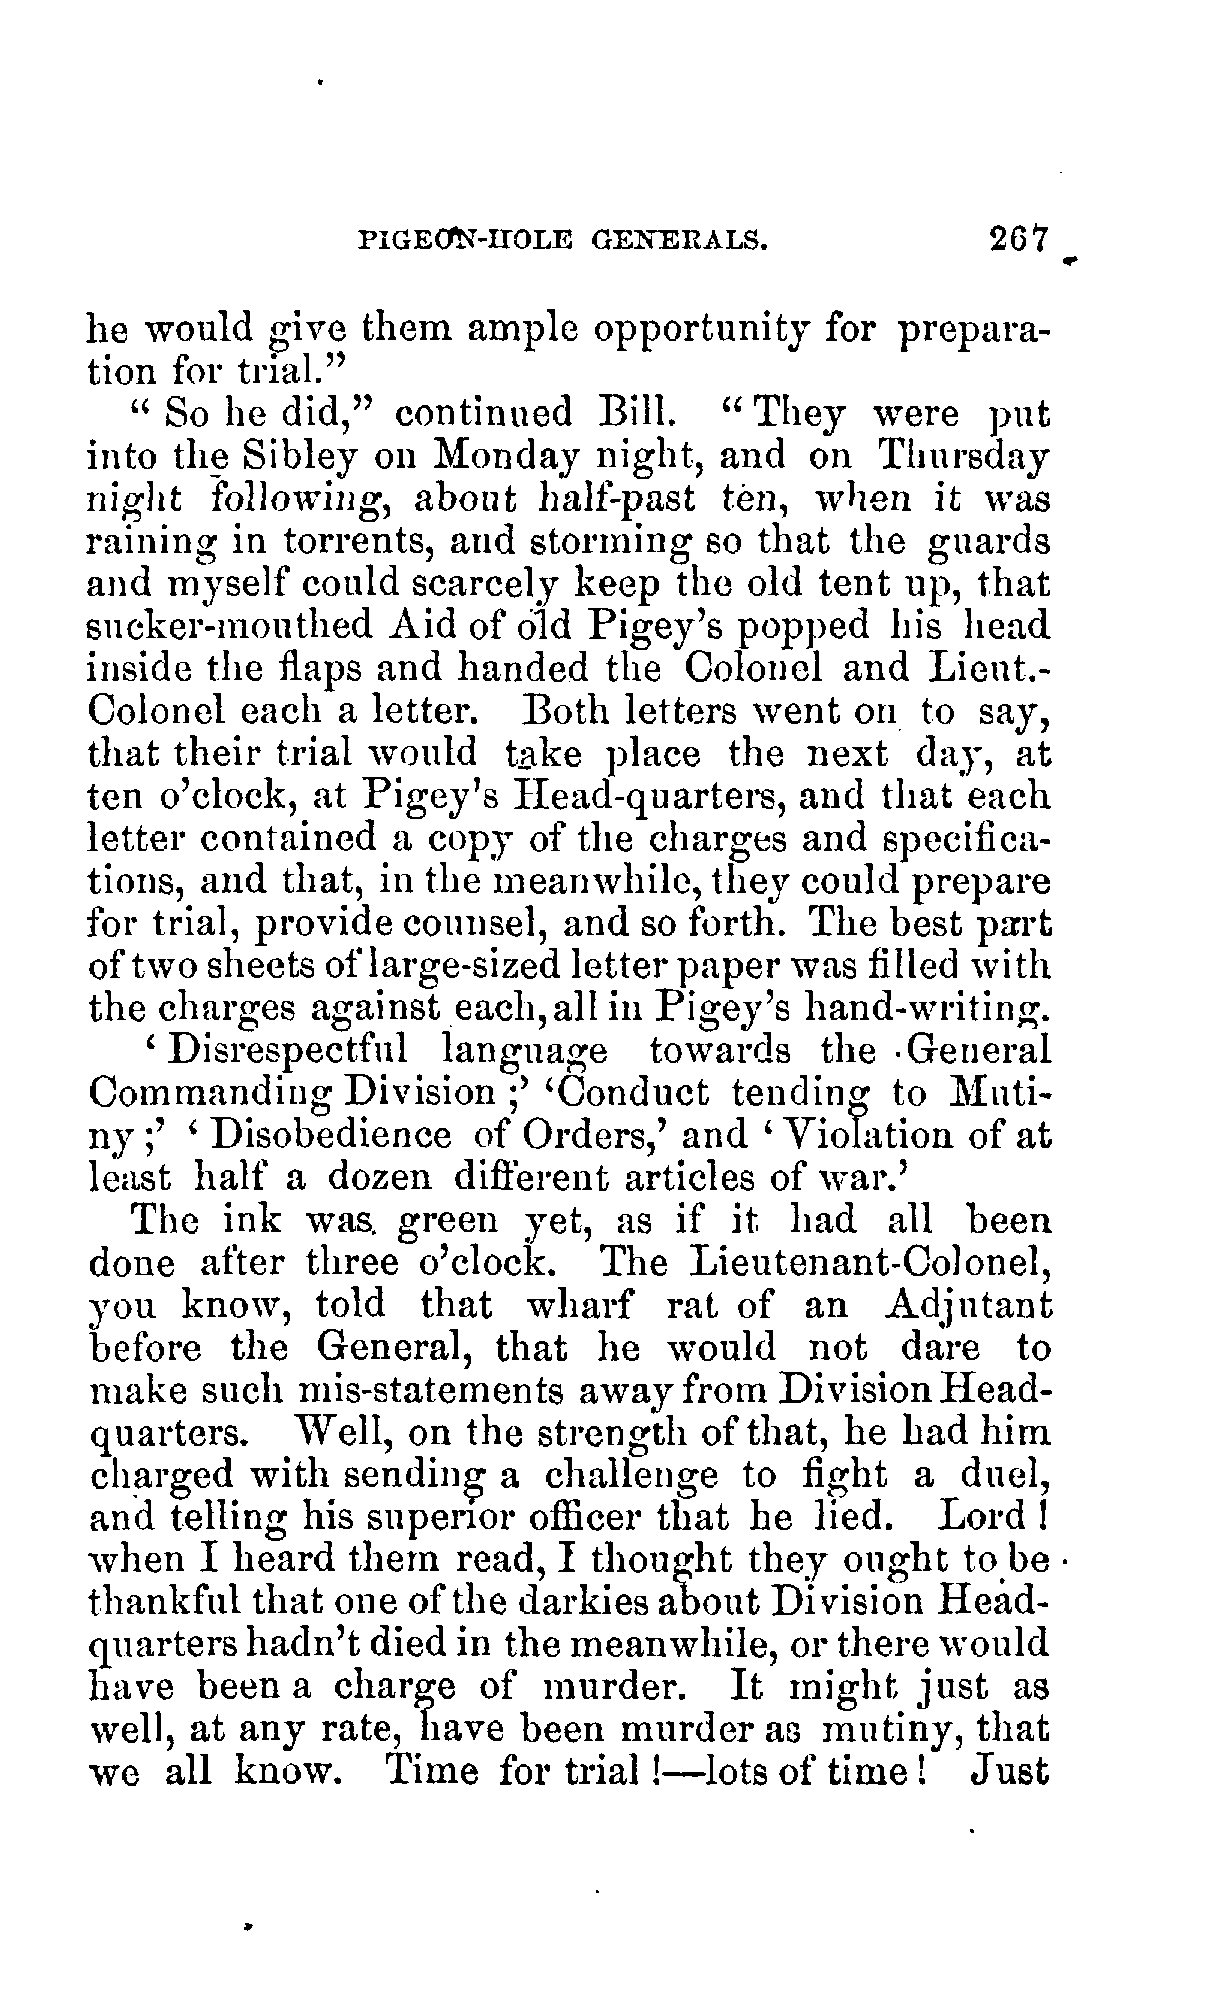 PIGEON-HOLE GENERALS. 267
he would give them ample opportunity for prepara-
tion for trial."
" So he did," continued Bill. " They were put
into the Sibley on Monday night, and on Thursday
night following, about half-past ten, when it was
raining in torrents, and storming so that the guards
and myself could scarcely keep the old tent up, that
sucker-mouthed Aid of old Pigey's popped his head
inside the flaps and handed the Colonel and Lieut.-
Colonel each a letter. Both letters went on to say,
that their trial would take place the next day, at
ten o'clock, at Pigey's Head-quarters, and that each
letter contained a copy of the charges and specifica-
tions, and that, in the meanwhile, they could prepare
for trial, provide counsel, and so forth. The best part
of two sheets of large-sized letter paper was filled with
the charges against each, all in Pigey's hand-writing.
' Disrespectful language towards the General
Commanding Division ;' 'Conduct tending to Muti-
ny ;' ' Disobedience of Orders,' and ' Violation of at
least half a dozen different articles of war.'
The ink was green yet, as if it had all been
done after three o'clock. The Lieutenant-Colonel,
you know, told that wharf rat of an Adjutant
before the General, that he would not dare to
make such mis-statements away from Division Head-
quarters. Well, on the strength of that, he had him
charged with sending a challenge to fight a duel,
and telling his superior officer that he lied. Lord !
when I heard them read, I thought they ought to be
thankful that one of the darkies about Division Head-
quarters hadn't died in the meanwhile, or there would
have been a charge of murder. It might just as
well, at any rate, have been murder as mutiny, that
we all know. Time for trial !—lots of time ! Just